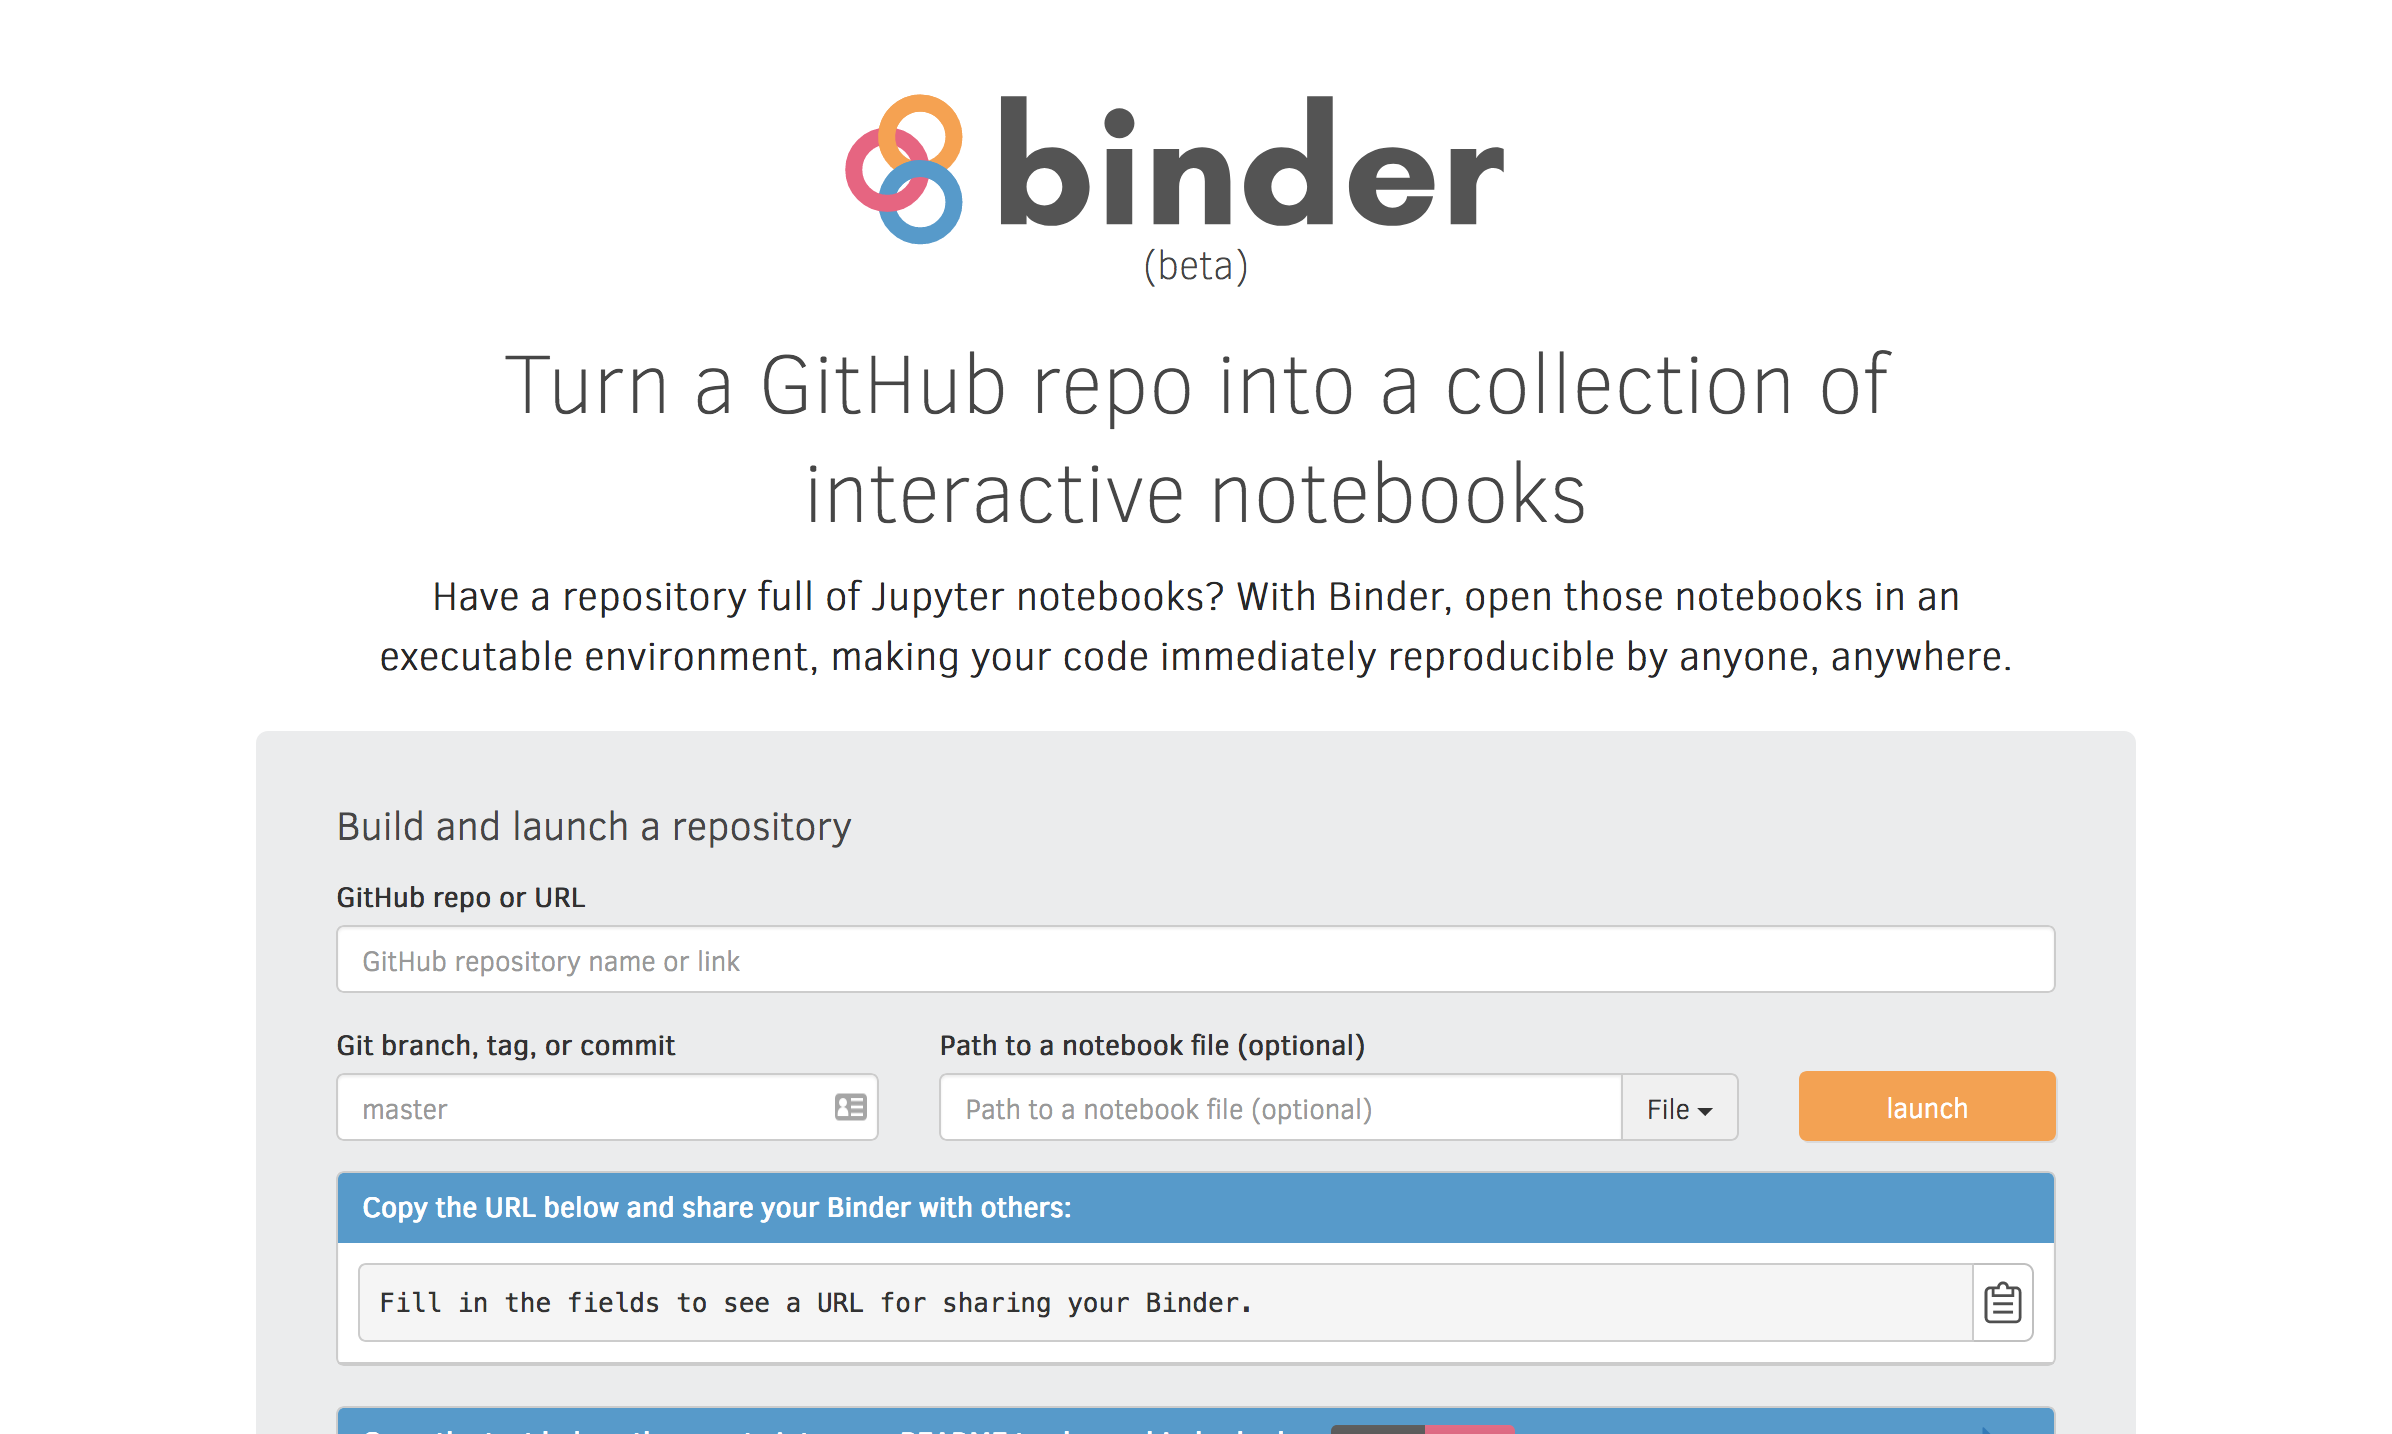 binder
(beta)
Turn a GitHub repo into a collection of
interactive notebooks
Have a repository full of Jupyter notebooks? With Binder, open those notebooks in an
executable environment, making your code immediately reproducible by anyone, anywhere.
Build and launch a repository
GitHub repo or URL
GitHub repository name or link
Git branch, tag, or commit
Path to a notebook file (optional)
master
Path to a notebook file (optional)
File
launch
Copy the URL below and share your Binder with others:
Fill in the fields to see a URL for sharing your Binder.